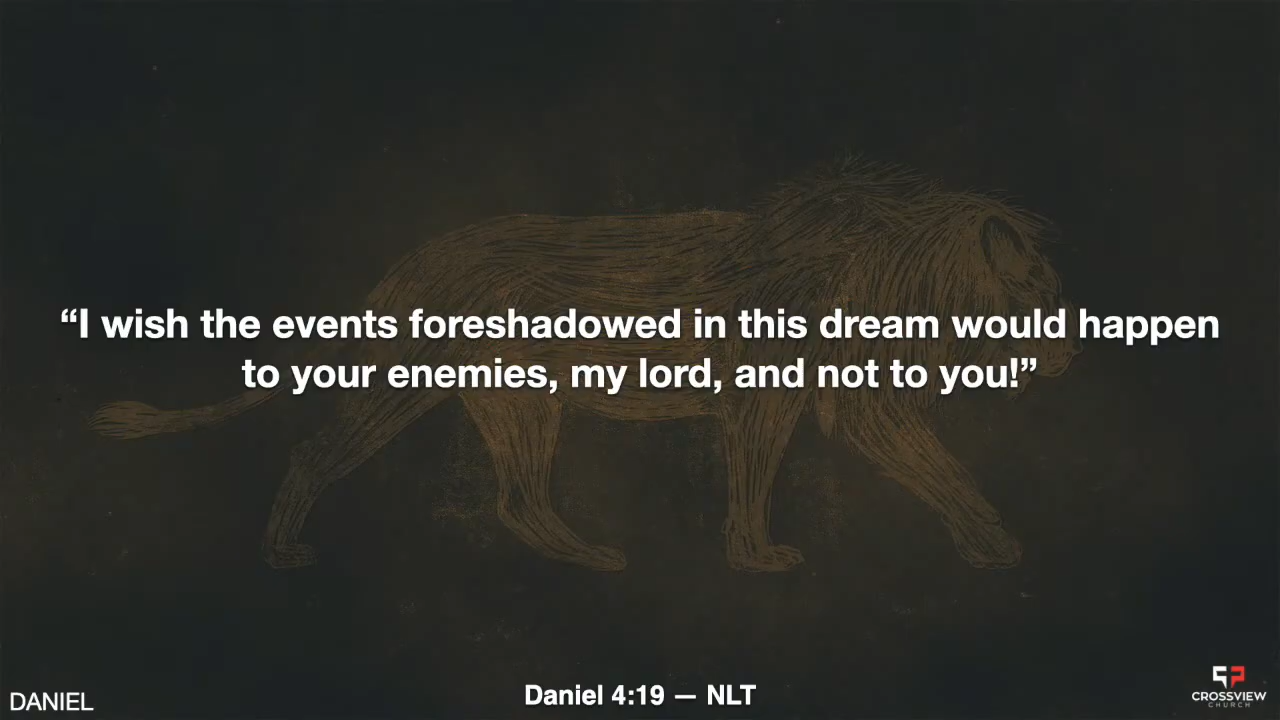 “I wish the events foreshadowed in this dream would happen
to your enemies, my lord, and not to you!”
Daniel 4:19 — NLT
DANIEL
CROSSVIEW
CHURCH